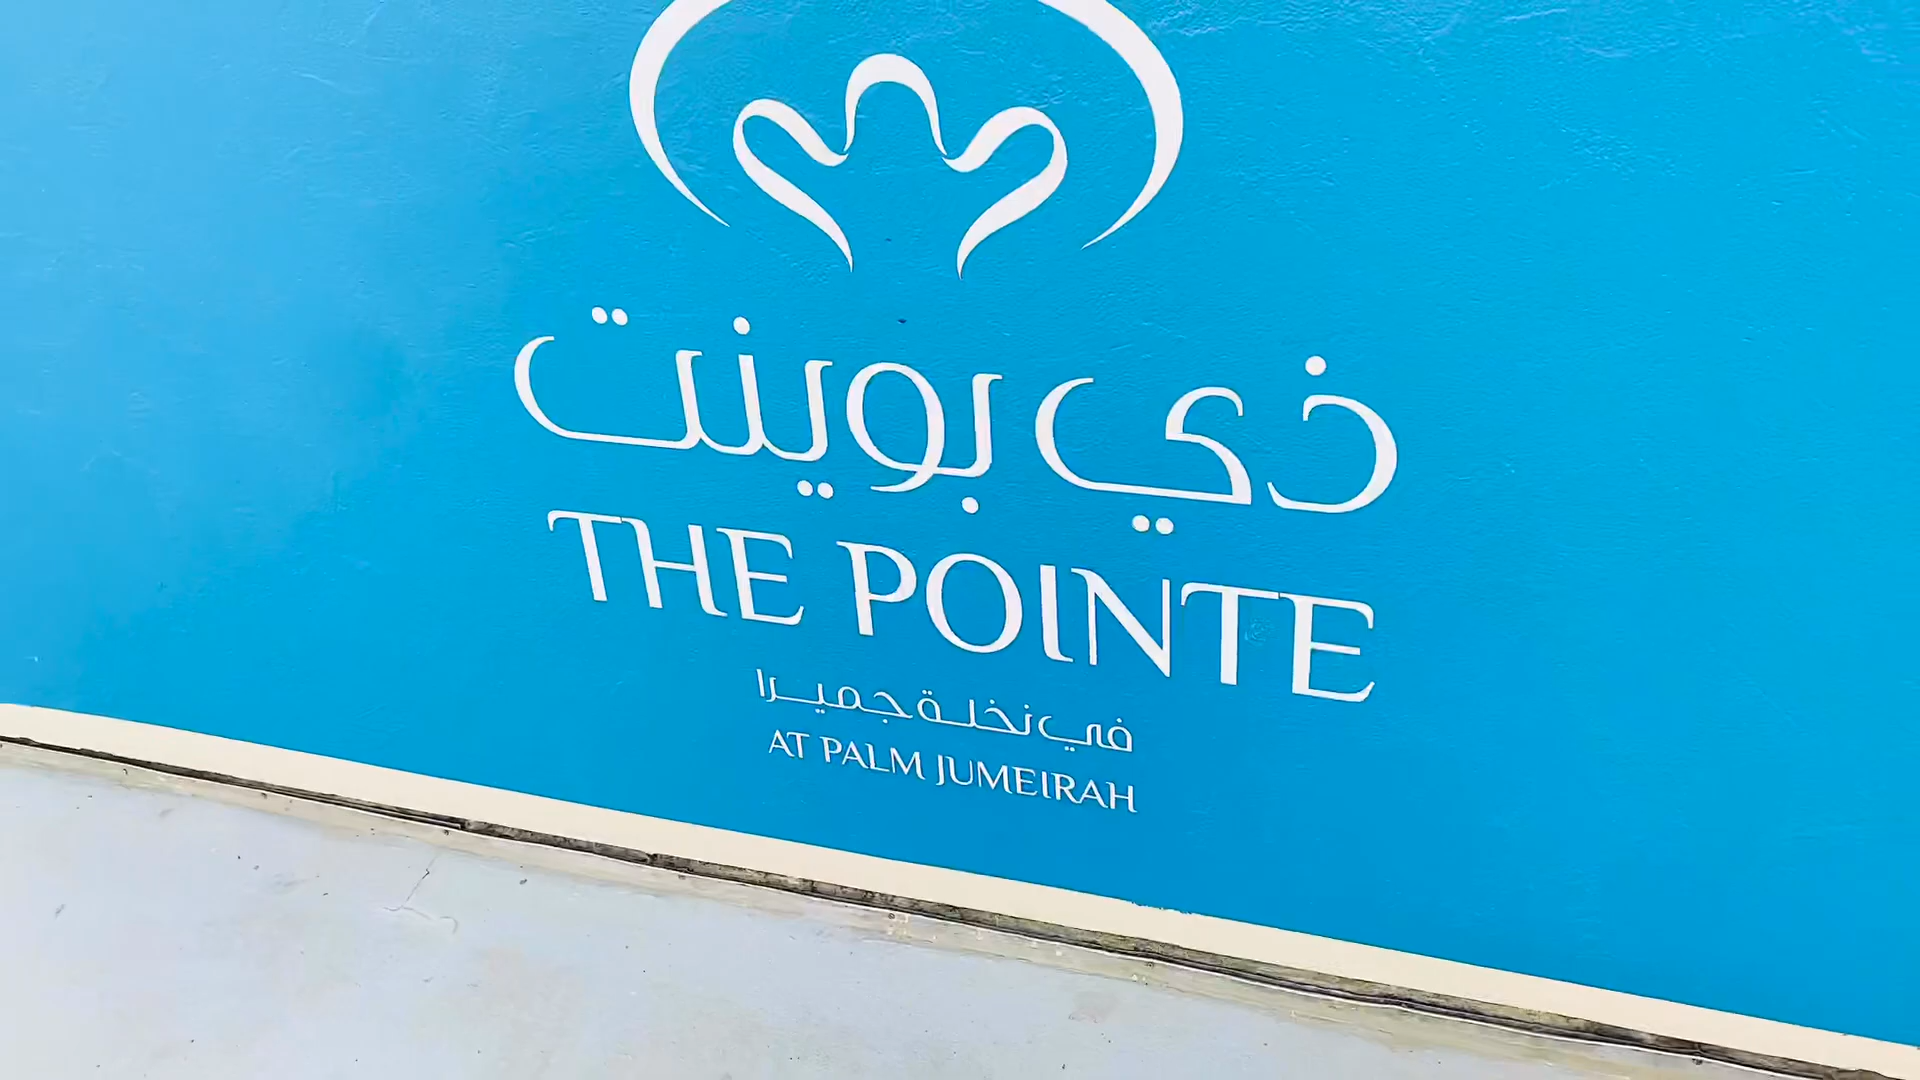 ذي بوينت
THE POINTE
في نخلة جميرا
AT PALM JUMEIRAH